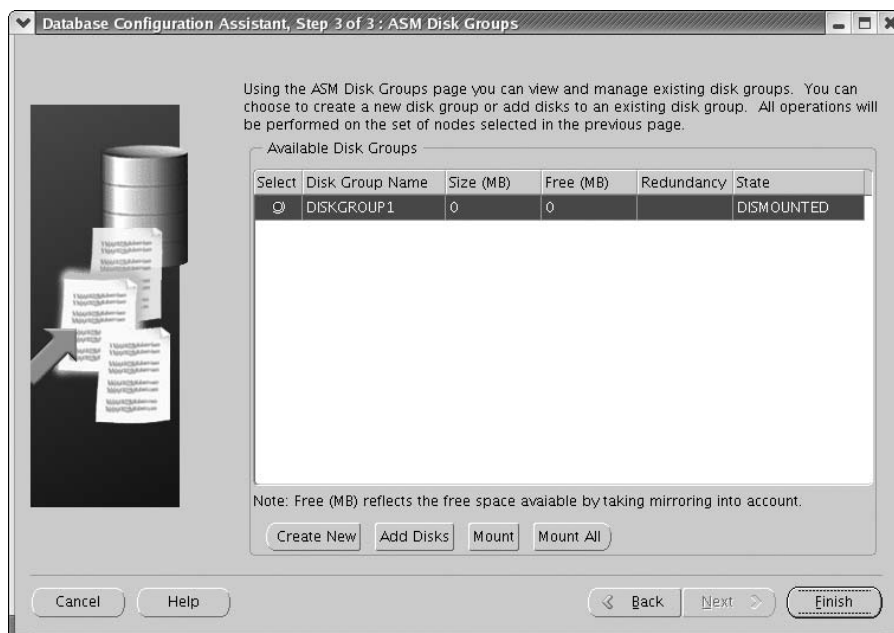 Database Configuration Assistant, Step 3 of 3 : ASM Disk Groups
Using the ASM Disk Groups page you can view and manage existing disk groups. You can
choose to create a new disk group or add disks to an existing disk group. All operations will
be performed on the set of nodes selected in the previous page.
Available Disk Groups
Select Disk Group Name Size (MB) Free (MB) Redundancy State
DISKGROUP1 0 0 DISMOUNTED
Note: Free (MB) reflects the free space avaiable by taking mirroring into account.
Create New Add Disks Mount Mount All
Cancel Help Back Next Finish